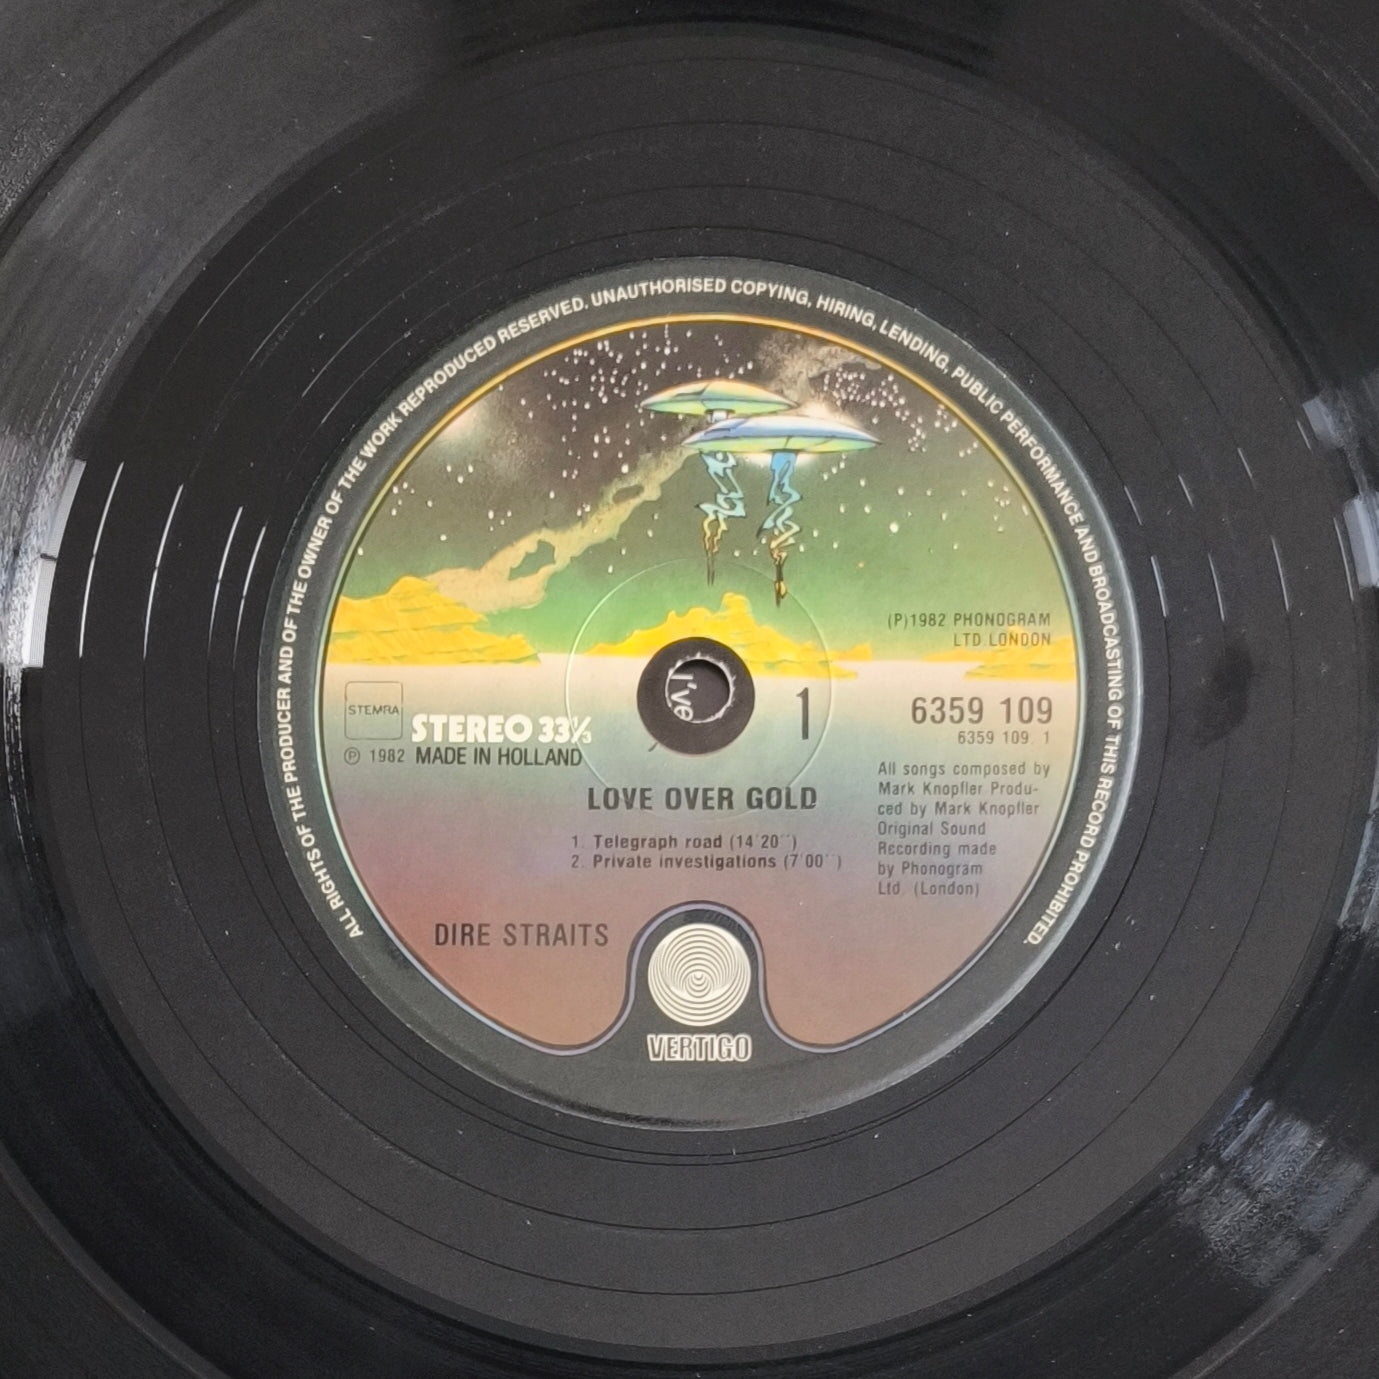 ALL RIGHTS OF THE PRODUCER AND OF THE OWNER OF THE WORK REPRODUCED RESERVED. UNAUTHORISED COPYING, HIRING, LENDING, PUBLIC PERFORMANCE AND BROADCASTING OF THIS RECORD PROHIBITED.
(P)1982 PHONOGRAM
LTD. LONDON
I've
STEMRA
STEREO 33⅓
℗ 1982 MADE IN HOLLAND
1
6359 109
6359 109. 1
All songs composed by
Mark Knopfler Produ-
ced by Mark Knopfler
Original Sound
Recording made
by Phonogram
Ltd. (London)
LOVE OVER GOLD
1. Telegraph road (14'20'')
2. Private investigations (7'00'')
DIRE STRAITS
VERTIGO